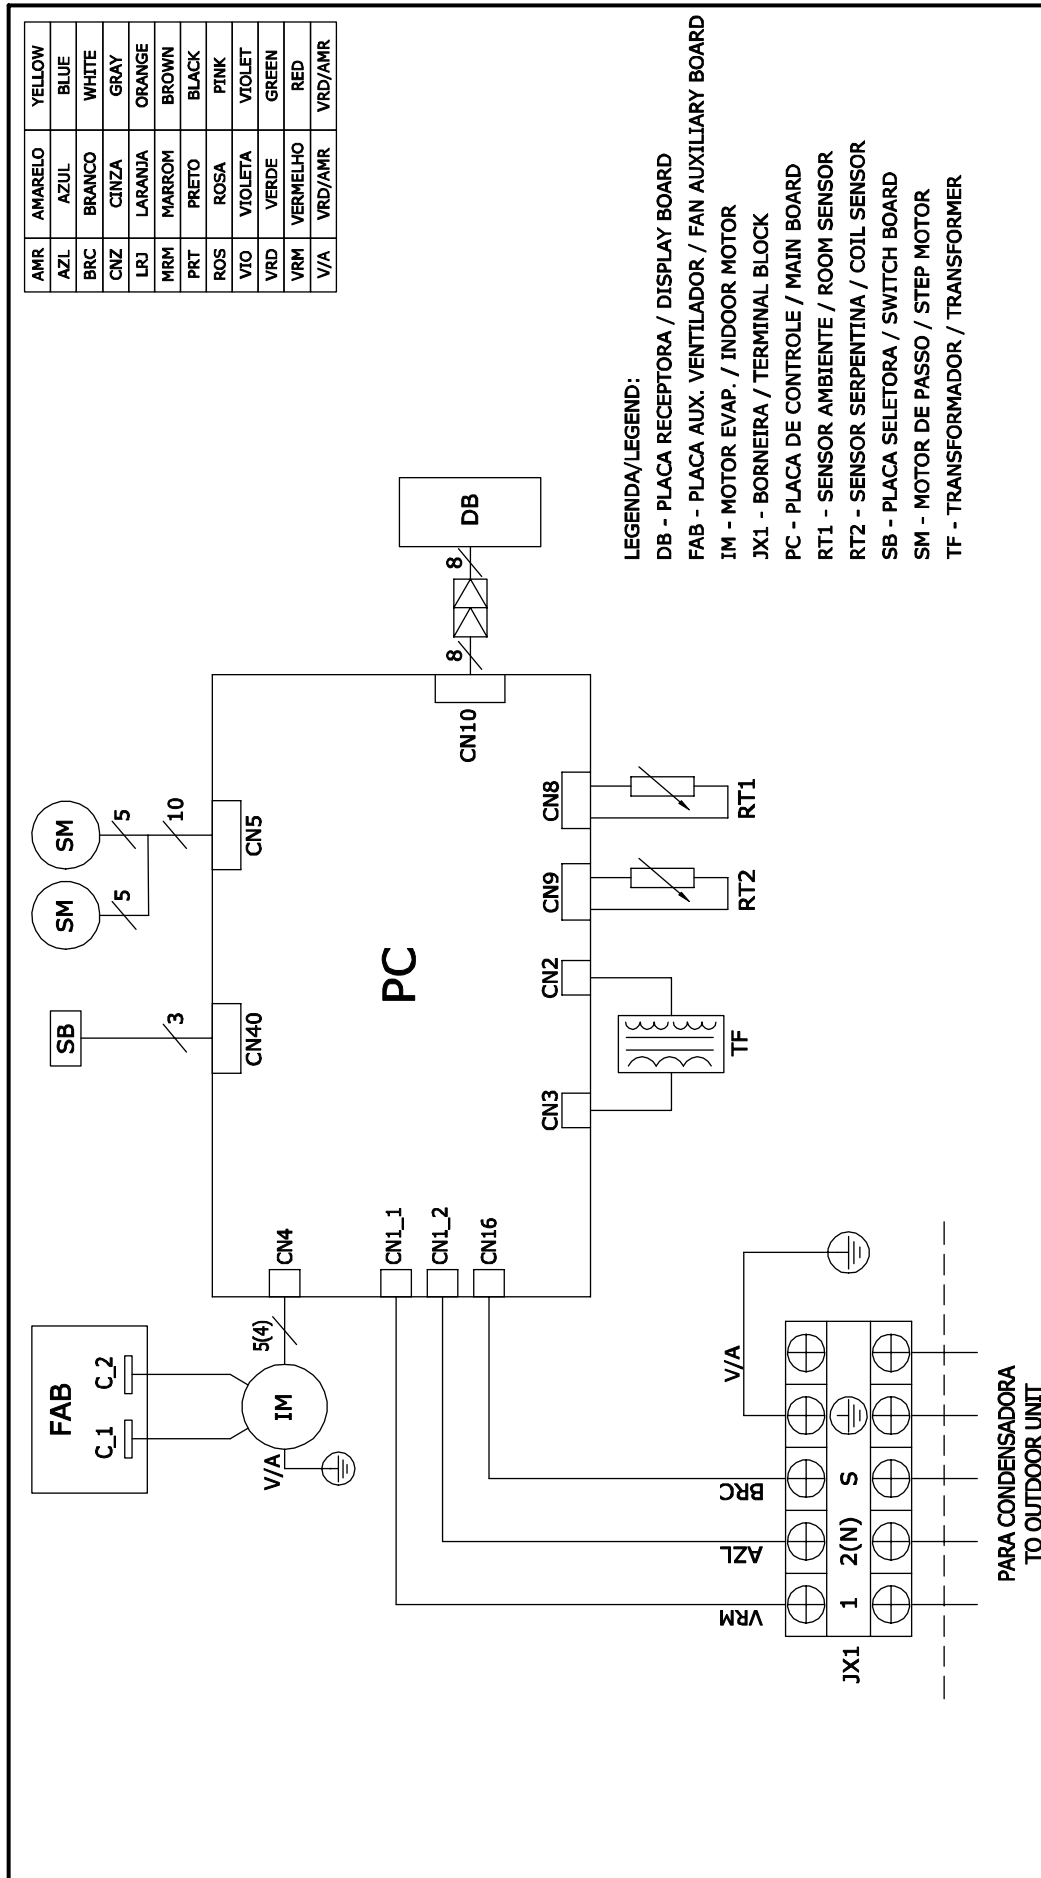 FAB
C_1
C_2
SB
SM
SM
3
5
5
10
V/A
IM
5(4)
CN4
CN40
CN5
CN1_1
CN1_2
CN16
PC
CN10
8
8
DB
CN3
CN2
CN9
CN8
TF
RT2
RT1
VRM
AZL
BRC
V/A
JX1
1
2(N)
S
PARA CONDENSADORA
TO OUTDOOR UNIT
AMR AMARELO YELLOW
AZL AZUL BLUE
BRC BRANCO WHITE
CNZ CINZA GRAY
LRJ LARANJA ORANGE
MRM MARROM BROWN
PRT PRETO BLACK
ROS ROSA PINK
VIO VIOLETA VIOLET
VRD VERDE GREEN
VRM VERMELHO RED
V/A VRD/AMR VRD/AMR
LEGENDA/LEGEND:
DB - PLACA RECEPTORA / DISPLAY BOARD
FAB - PLACA AUX. VENTILADOR / FAN AUXILIARY BOARD
IM - MOTOR EVAP. / INDOOR MOTOR
JX1 - BORNEIRA / TERMINAL BLOCK
PC - PLACA DE CONTROLE / MAIN BOARD
RT1 - SENSOR AMBIENTE / ROOM SENSOR
RT2 - SENSOR SERPENTINA / COIL SENSOR
SB - PLACA SELETORA / SWITCH BOARD
SM - MOTOR DE PASSO / STEP MOTOR
TF - TRANSFORMADOR / TRANSFORMER